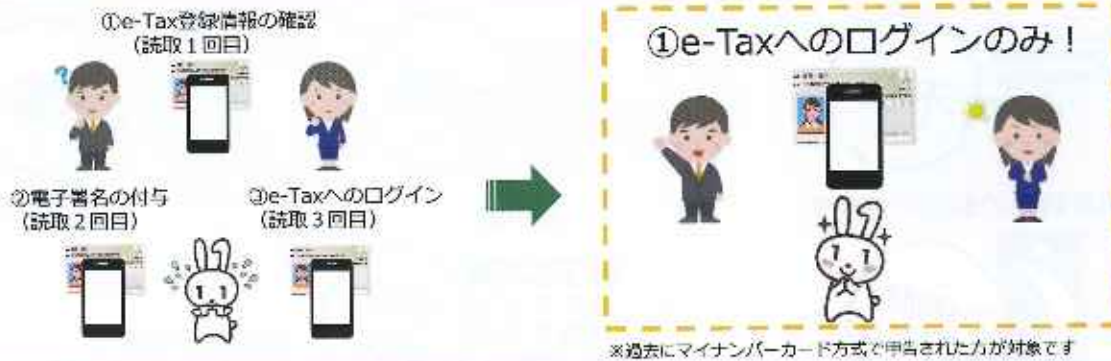 ①e-Tax登録情報の確認
(読取1回目)
②電子署名の付与
(読取2回目)
③e-Taxへのログイン
(読取3回目)
①e-Taxへのログインのみ!
※過去にマイナンバーカード方式で申告された方が対象です